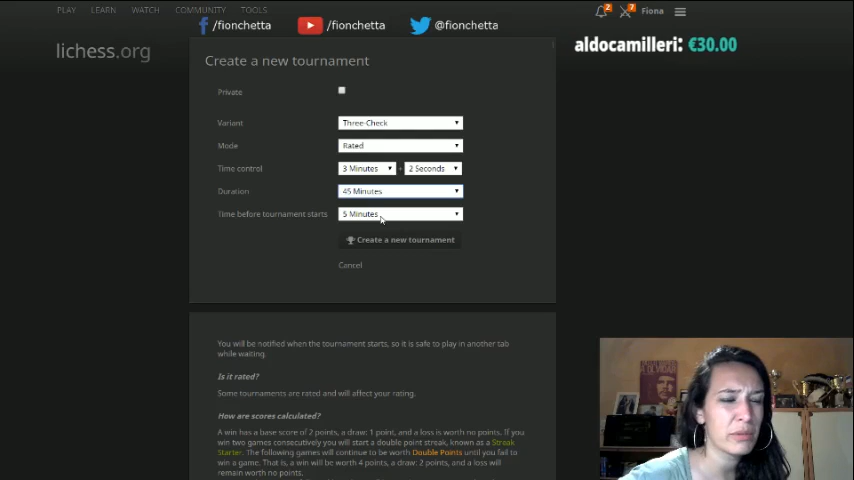 PLAY LEARN WATCH COMMUNITY TOOLS
2 7 Fiona
/fionchetta /fionchetta @fionchetta
lichess.org
aldocamilleri: €30.00
Create a new tournament
Private
Variant Three-Check
Mode Rated
Time control 3 Minutes + 2 Seconds
Duration 45 Minutes
Time before tournament starts 5 Minutes
Create a new tournament
Cancel
You will be notified when the tournament starts, so it is safe to play in another tab
while waiting.
Is it rated?
Some tournaments are rated and will affect your rating.
How are scores calculated?
A win has a base score of 2 points, a draw: 1 point, and a loss is worth no points. If you
win two games consecutively you will start a double point streak, known as a Streak
Starter. The following games will continue to be worth Double Points until you fail to
win a game. That is, a win will be worth 4 points, a draw: 2 points, and a loss will
remain worth no points.